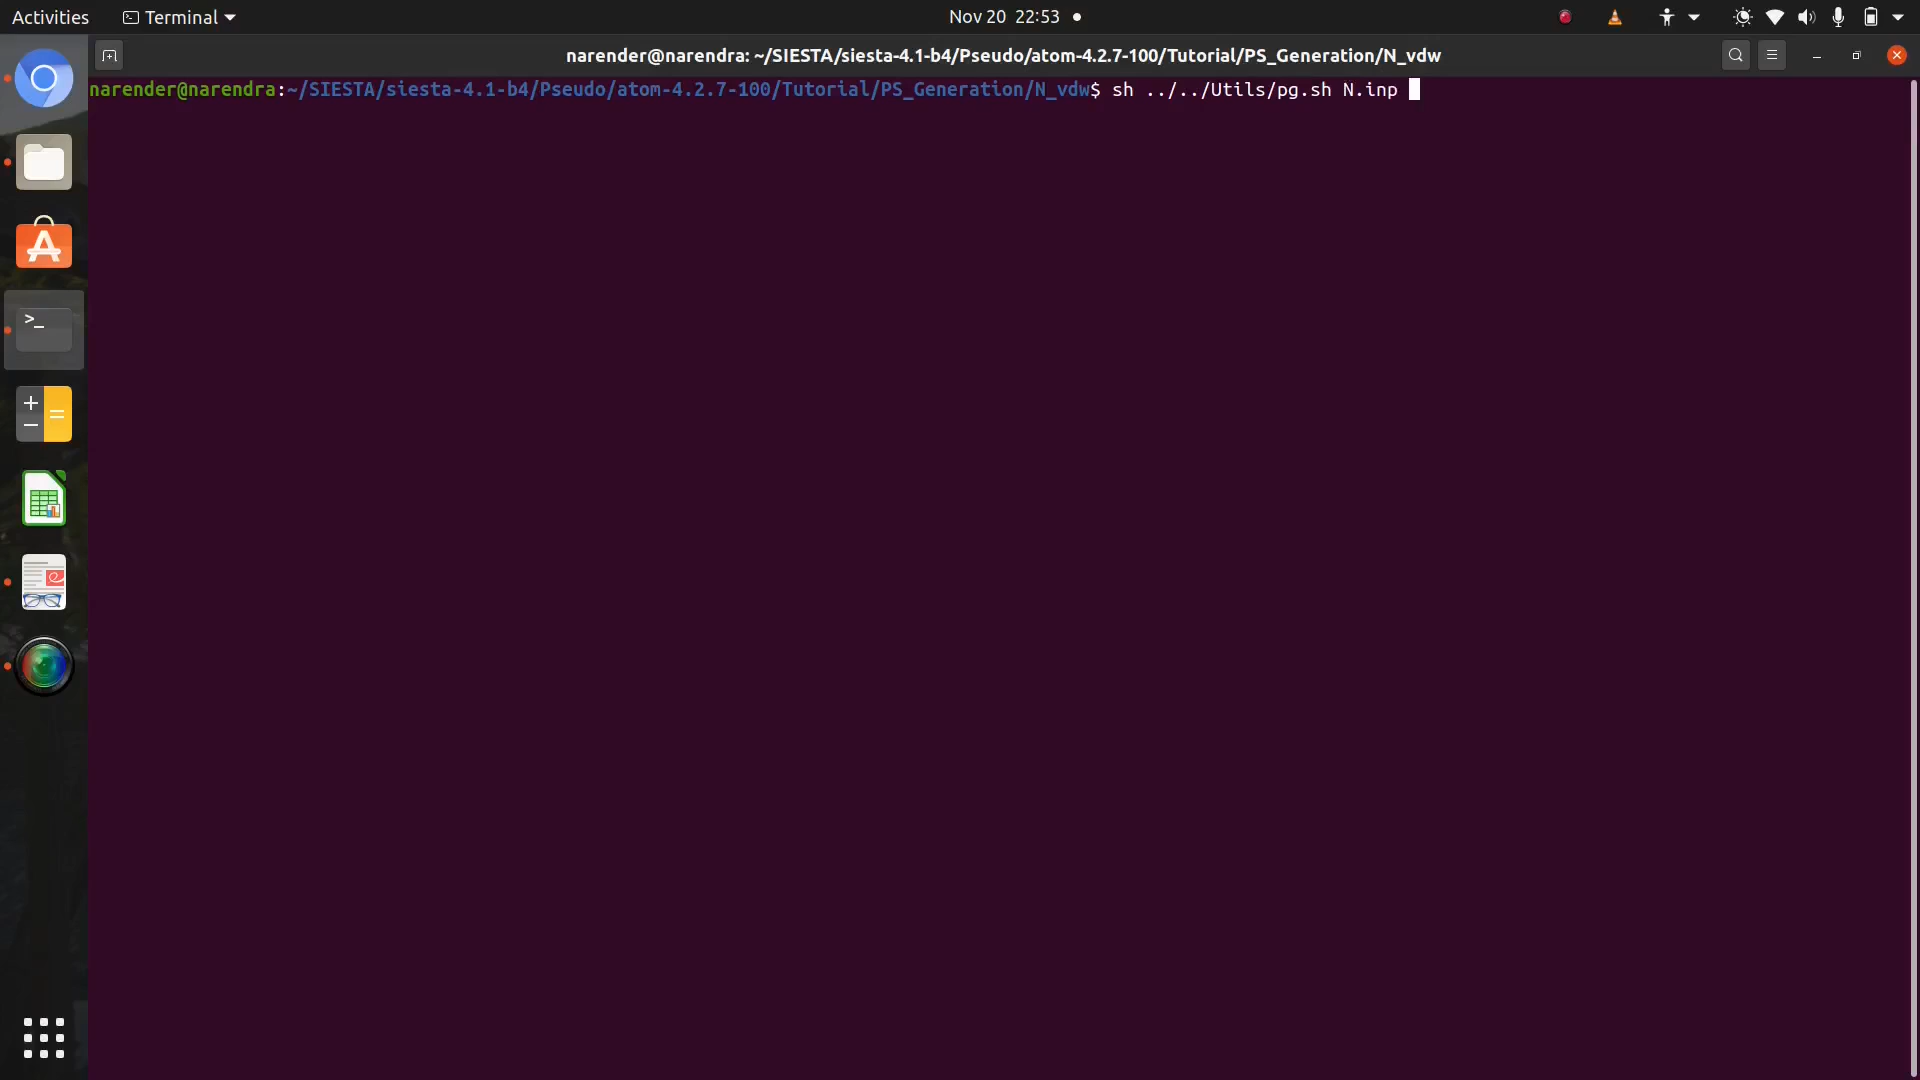 Activities Terminal Nov 20 22:53
narender@narendra: ~/SIESTA/siesta-4.1-b4/Pseudo/atom-4.2.7-100/Tutorial/PS_Generation/N_vdw
narender@narendra:~/SIESTA/siesta-4.1-b4/Pseudo/atom-4.2.7-100/Tutorial/PS_Generation/N_vdw$ sh ../../Utils/pg.sh N.inp